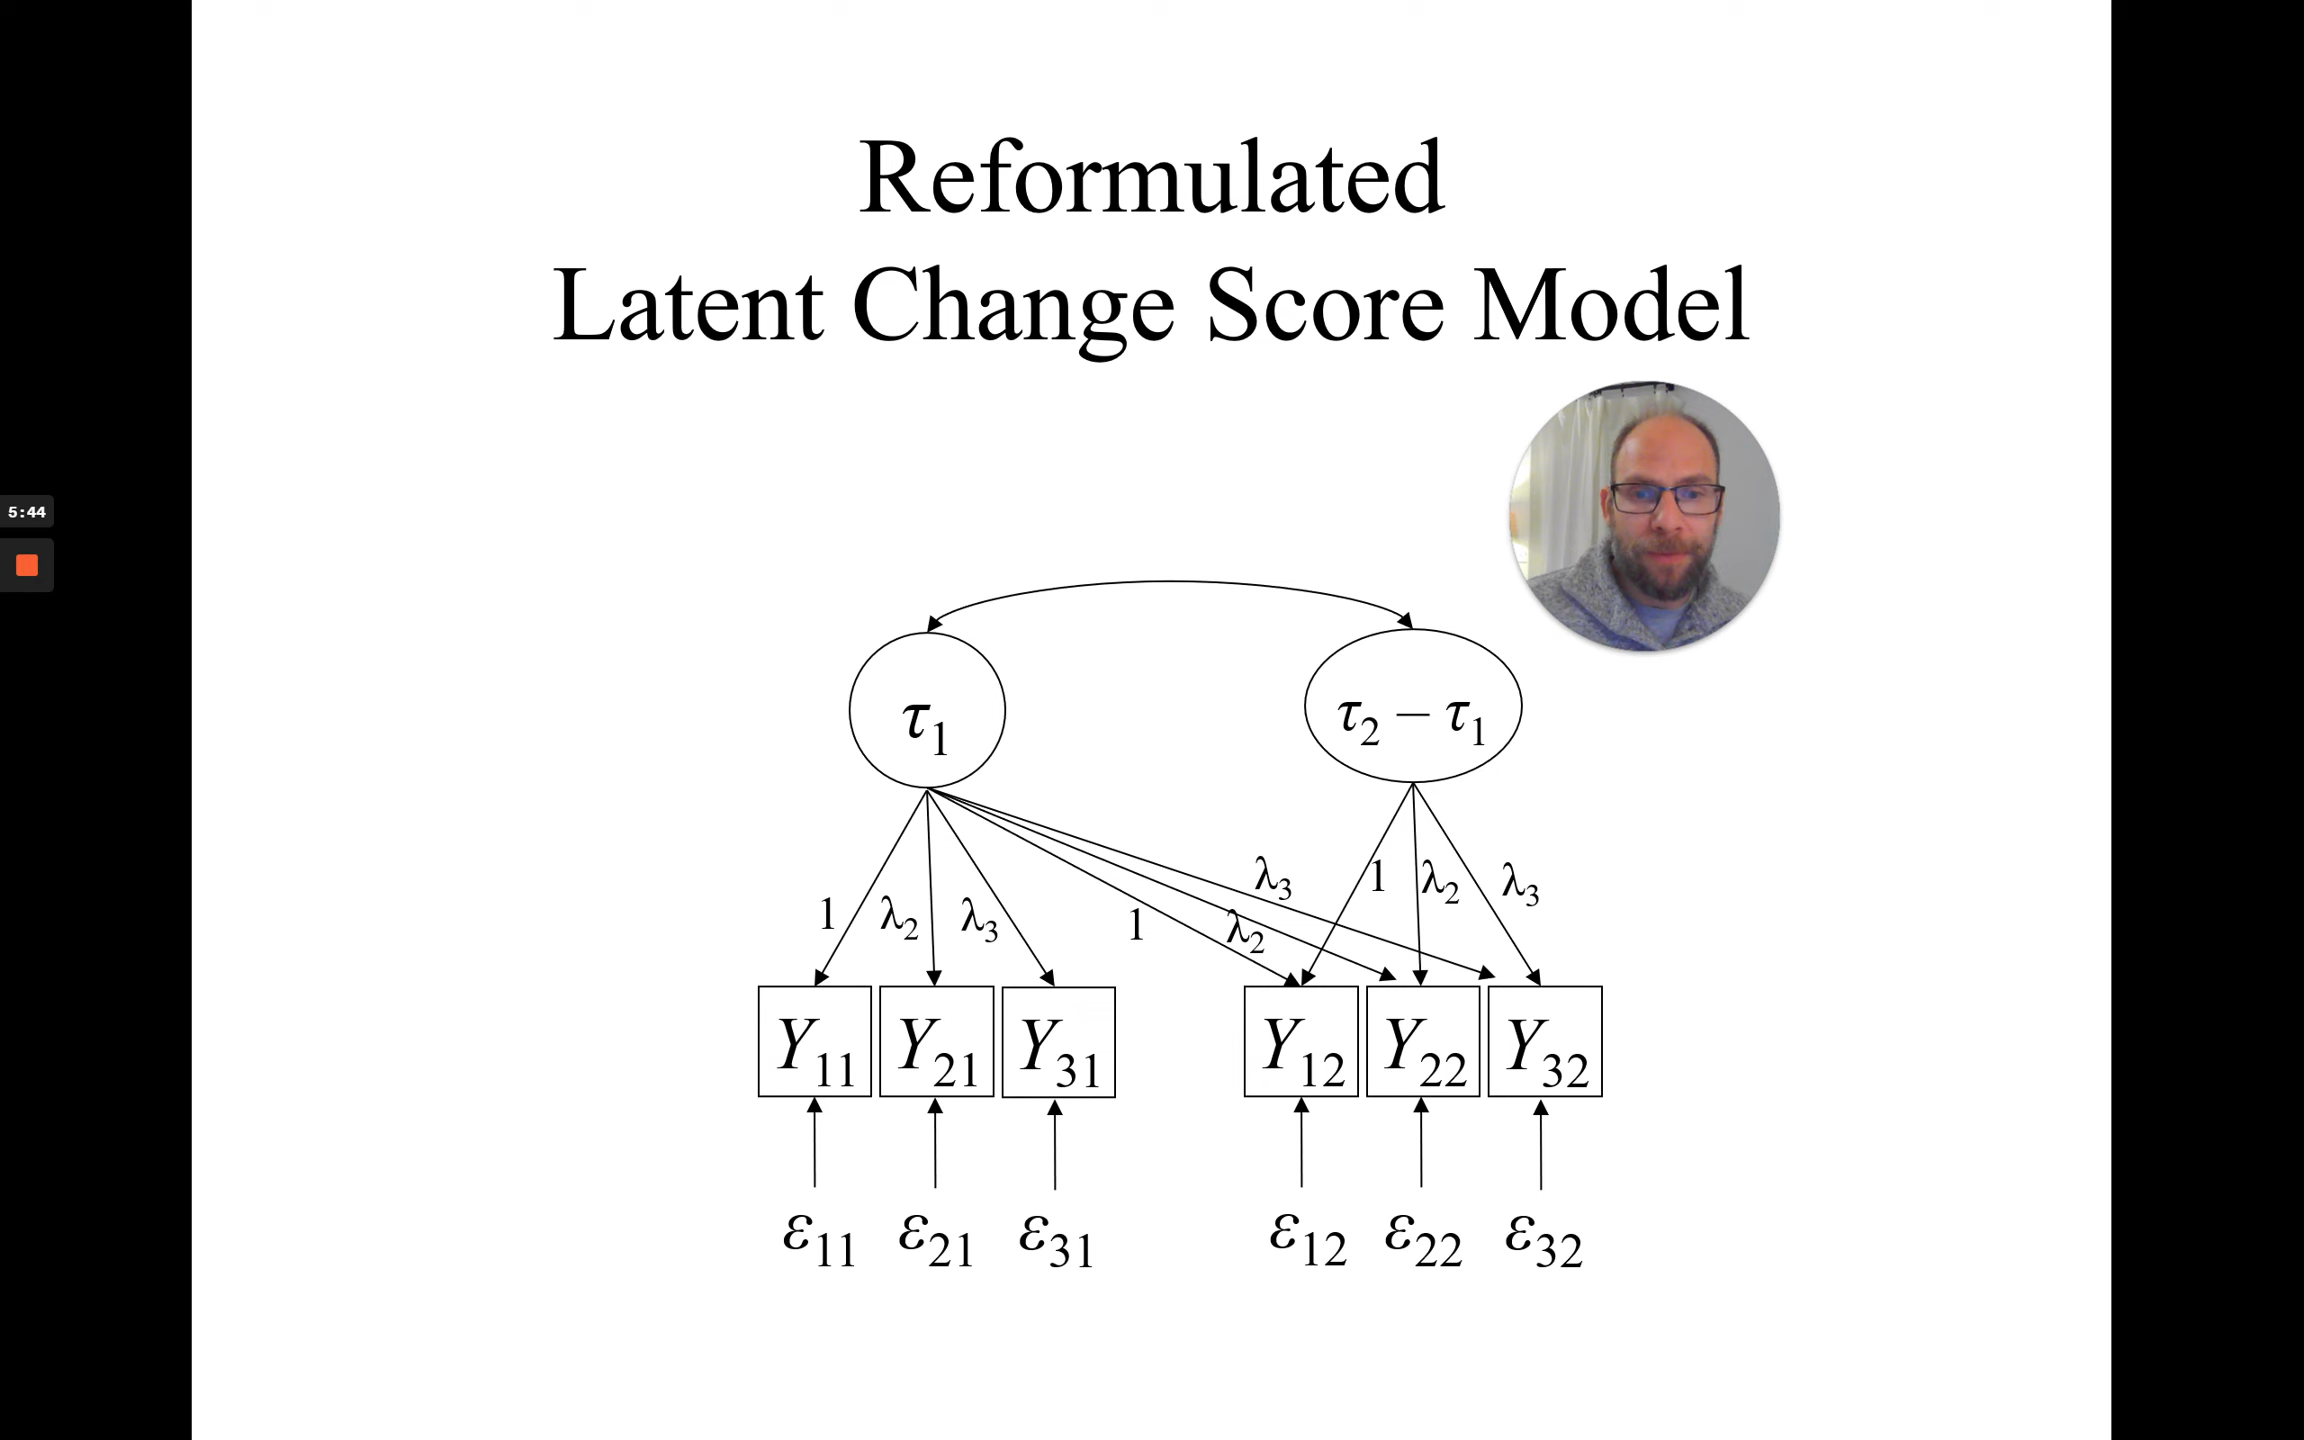 Reformulated
Latent Change Score Model
5:44
τ1
τ2 − τ1
1 λ2 λ3 1 λ2 λ3 1 λ2 λ3
Y11 Y21 Y31 Y12 Y22 Y32
ε11 ε21 ε31 ε12 ε22 ε32